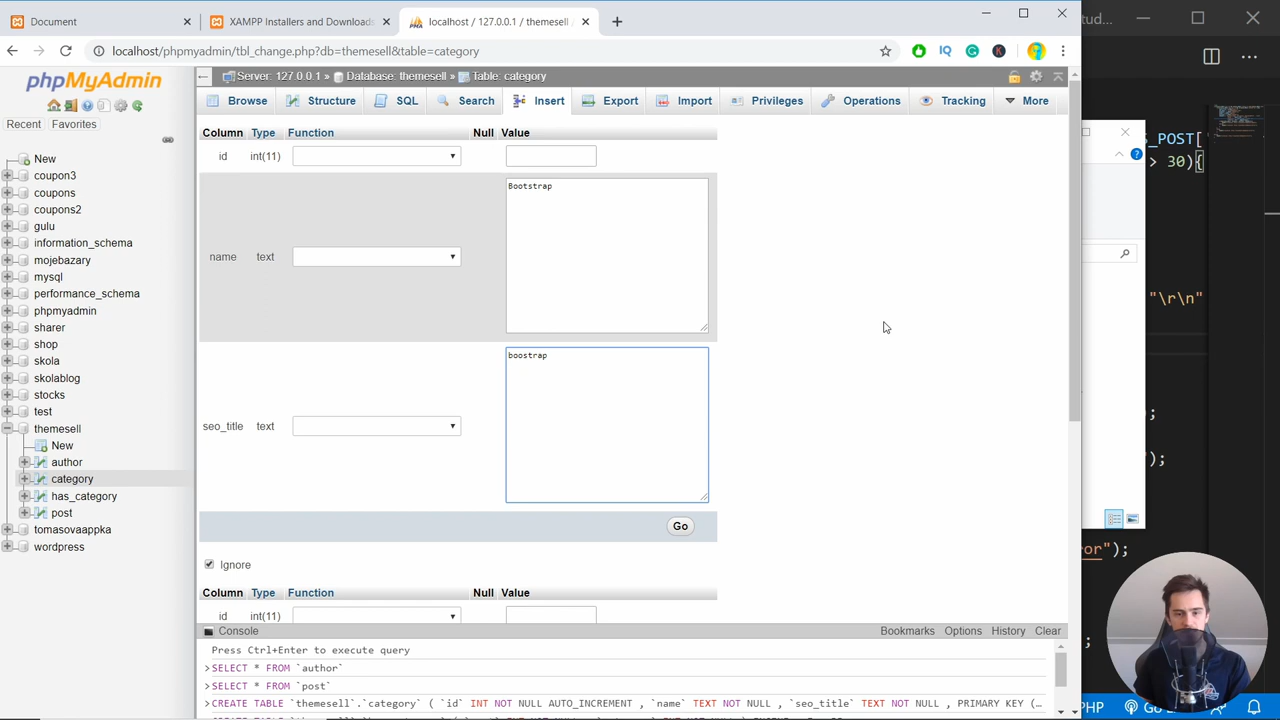 Document
XAMPP Installers and Downloads
localhost / 127.0.0.1 / themesell
localhost/phpmyadmin/tbl_change.php?db=themesell&table=category
phpMyAdmin
Recent Favorites
New
coupon3
coupons
coupons2
gulu
information_schema
mojebazary
mysql
performance_schema
phpmyadmin
sharer
shop
skola
skolablog
stocks
test
themesell
New
author
category
has_category
post
tomasovaappka
wordpress
Server: 127.0.0.1 » Database: themesell » Table: category
Browse Structure SQL Search Insert Export Import Privileges Operations Tracking More
Column Type Function Null Value
id int(11)
name text Bootstrap
seo_title text boostrap
Go
Ignore
Column Type Function Null Value
id int(11)
Console Bookmarks Options History Clear
Press Ctrl+Enter to execute query
>SELECT * FROM `author`
>SELECT * FROM `post`
>CREATE TABLE `themesell`.`category` ( `id` INT NOT NULL AUTO_INCREMENT , `name` TEXT NOT NULL , `seo_title` TEXT NOT NULL , PRIMARY KEY (…
tud...
S_POST['
> 30){
"\r\n"
);
");
or");
;
PHP Go